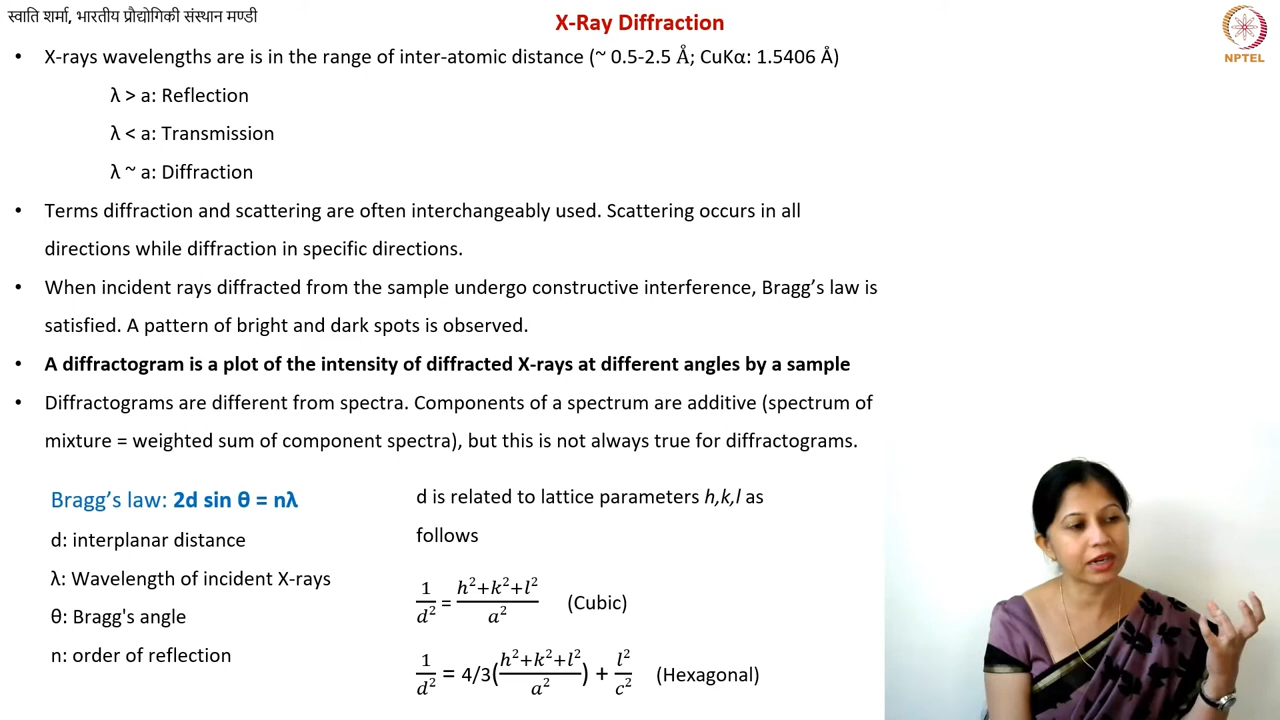 स्वाति शर्मा, भारतीय प्रौद्योगिकी संस्थान मण्डी
X-Ray Diffraction
NPTEL
• X-rays wavelengths are is in the range of inter-atomic distance (~ 0.5-2.5 Å; CuKα: 1.5406 Å)
λ > a: Reflection
λ < a: Transmission
λ ~ a: Diffraction
• Terms diffraction and scattering are often interchangeably used. Scattering occurs in all
directions while diffraction in specific directions.
• When incident rays diffracted from the sample undergo constructive interference, Bragg's law is
satisfied. A pattern of bright and dark spots is observed.
• A diffractogram is a plot of the intensity of diffracted X-rays at different angles by a sample
• Diffractograms are different from spectra. Components of a spectrum are additive (spectrum of
mixture = weighted sum of component spectra), but this is not always true for diffractograms.
Bragg's law: 2d sin θ = nλ
d: interplanar distance
λ: Wavelength of incident X-rays
θ: Bragg's angle
n: order of reflection
d is related to lattice parameters h,k,l as
follows
1/d² = (h²+k²+l²)/a² (Cubic)
1/d² = 4/3((h²+k²+l²)/a²) + l²/c² (Hexagonal)